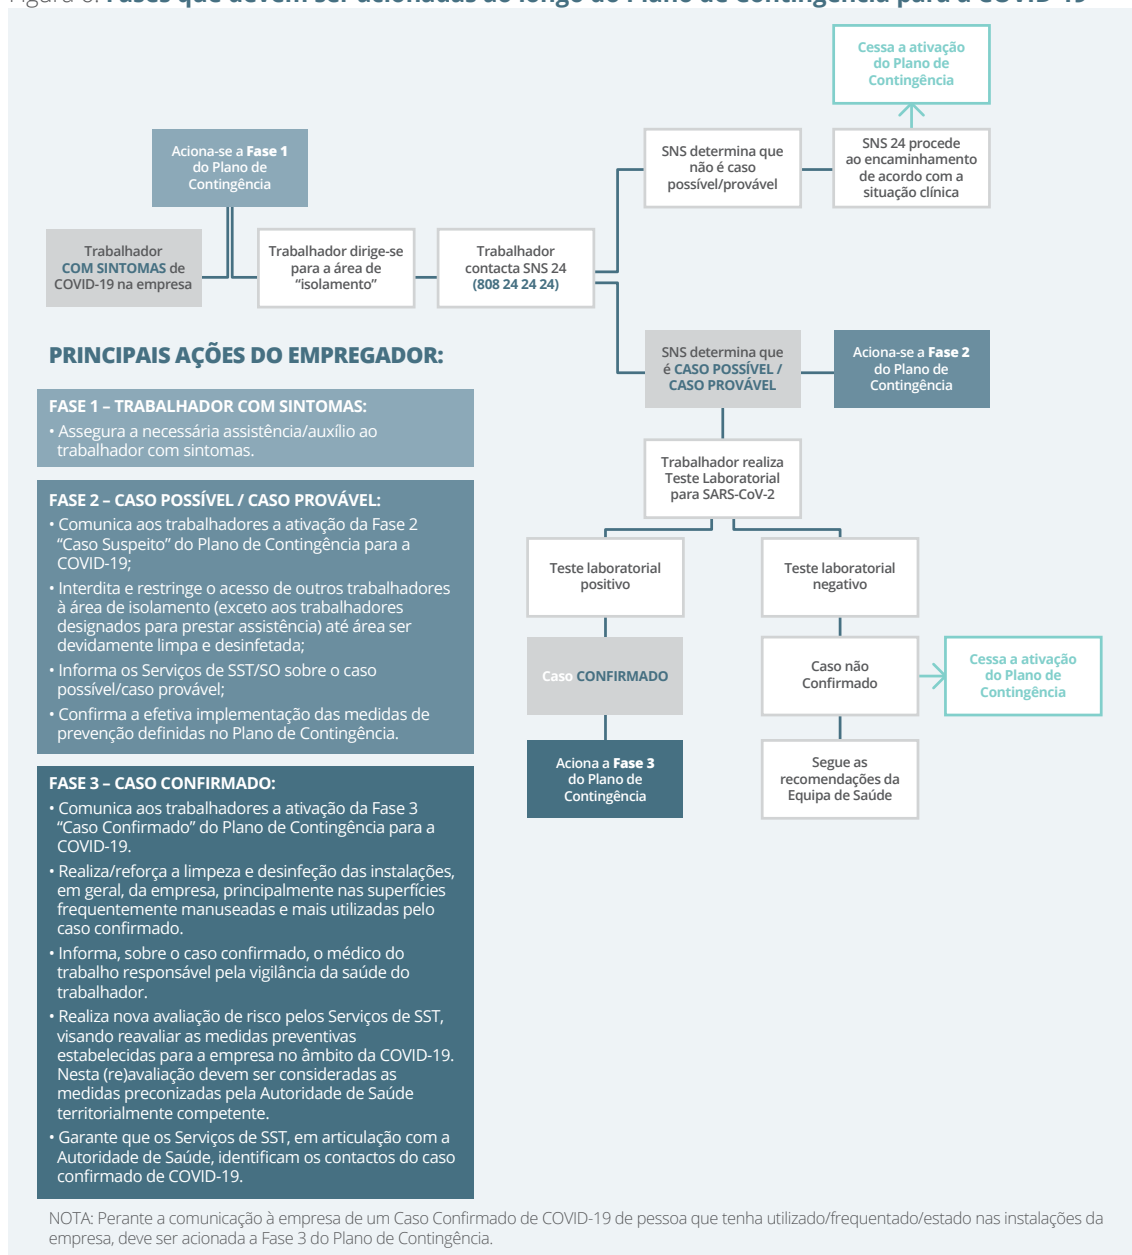 Figura 6. Fases que devem ser acionadas ao longo do Plano de Contingência para a COVID-19
Cessa a ativação
do Plano de
Contingência
Aciona-se a Fase 1
do Plano de
Contingência
SNS determina que
não é caso
possível/provável
SNS 24 procede
ao encaminhamento
de acordo com a
situação clínica
Trabalhador
COM SINTOMAS de
COVID-19 na empresa
Trabalhador dirige-se
para a área de
“isolamento”
Trabalhador
contacta SNS 24
(808 24 24 24)
SNS determina que
é CASO POSSÍVEL /
CASO PROVÁVEL
Aciona-se a Fase 2
do Plano de
Contingência
Trabalhador realiza
Teste Laboratorial
para SARS-CoV-2
Teste laboratorial
positivo
Teste laboratorial
negativo
Caso CONFIRMADO
Caso não
Confirmado
Cessa a ativação
do Plano de
Contingência
Aciona a Fase 3
do Plano de
Contingência
Segue as
recomendações da
Equipa de Saúde
PRINCIPAIS AÇÕES DO EMPREGADOR:
FASE 1 – TRABALHADOR COM SINTOMAS:
• Assegura a necessária assistência/auxílio ao
trabalhador com sintomas.
FASE 2 – CASO POSSÍVEL / CASO PROVÁVEL:
• Comunica aos trabalhadores a ativação da Fase 2
“Caso Suspeito” do Plano de Contingência para a
COVID-19;
• Interdita e restringe o acesso de outros trabalhadores
à área de isolamento (exceto aos trabalhadores
designados para prestar assistência) até área ser
devidamente limpa e desinfetada;
• Informa os Serviços de SST/SO sobre o caso
possível/caso provável;
• Confirma a efetiva implementação das medidas de
prevenção definidas no Plano de Contingência.
FASE 3 – CASO CONFIRMADO:
• Comunica aos trabalhadores a ativação da Fase 3
“Caso Confirmado” do Plano de Contingência para a
COVID-19.
• Realiza/reforça a limpeza e desinfeção das instalações,
em geral, da empresa, principalmente nas superfícies
frequentemente manuseadas e mais utilizadas pelo
caso confirmado.
• Informa, sobre o caso confirmado, o médico do
trabalho responsável pela vigilância da saúde do
trabalhador.
• Realiza nova avaliação de risco pelos Serviços de SST,
visando reavaliar as medidas preventivas
estabelecidas para a empresa no âmbito da COVID-19.
Nesta (re)avaliação devem ser consideradas as
medidas preconizadas pela Autoridade de Saúde
territorialmente competente.
• Garante que os Serviços de SST, em articulação com a
Autoridade de Saúde, identificam os contactos do caso
confirmado de COVID-19.
NOTA: Perante a comunicação à empresa de um Caso Confirmado de COVID-19 de pessoa que tenha utilizado/frequentado/estado nas instalações da
empresa, deve ser acionada a Fase 3 do Plano de Contingência.